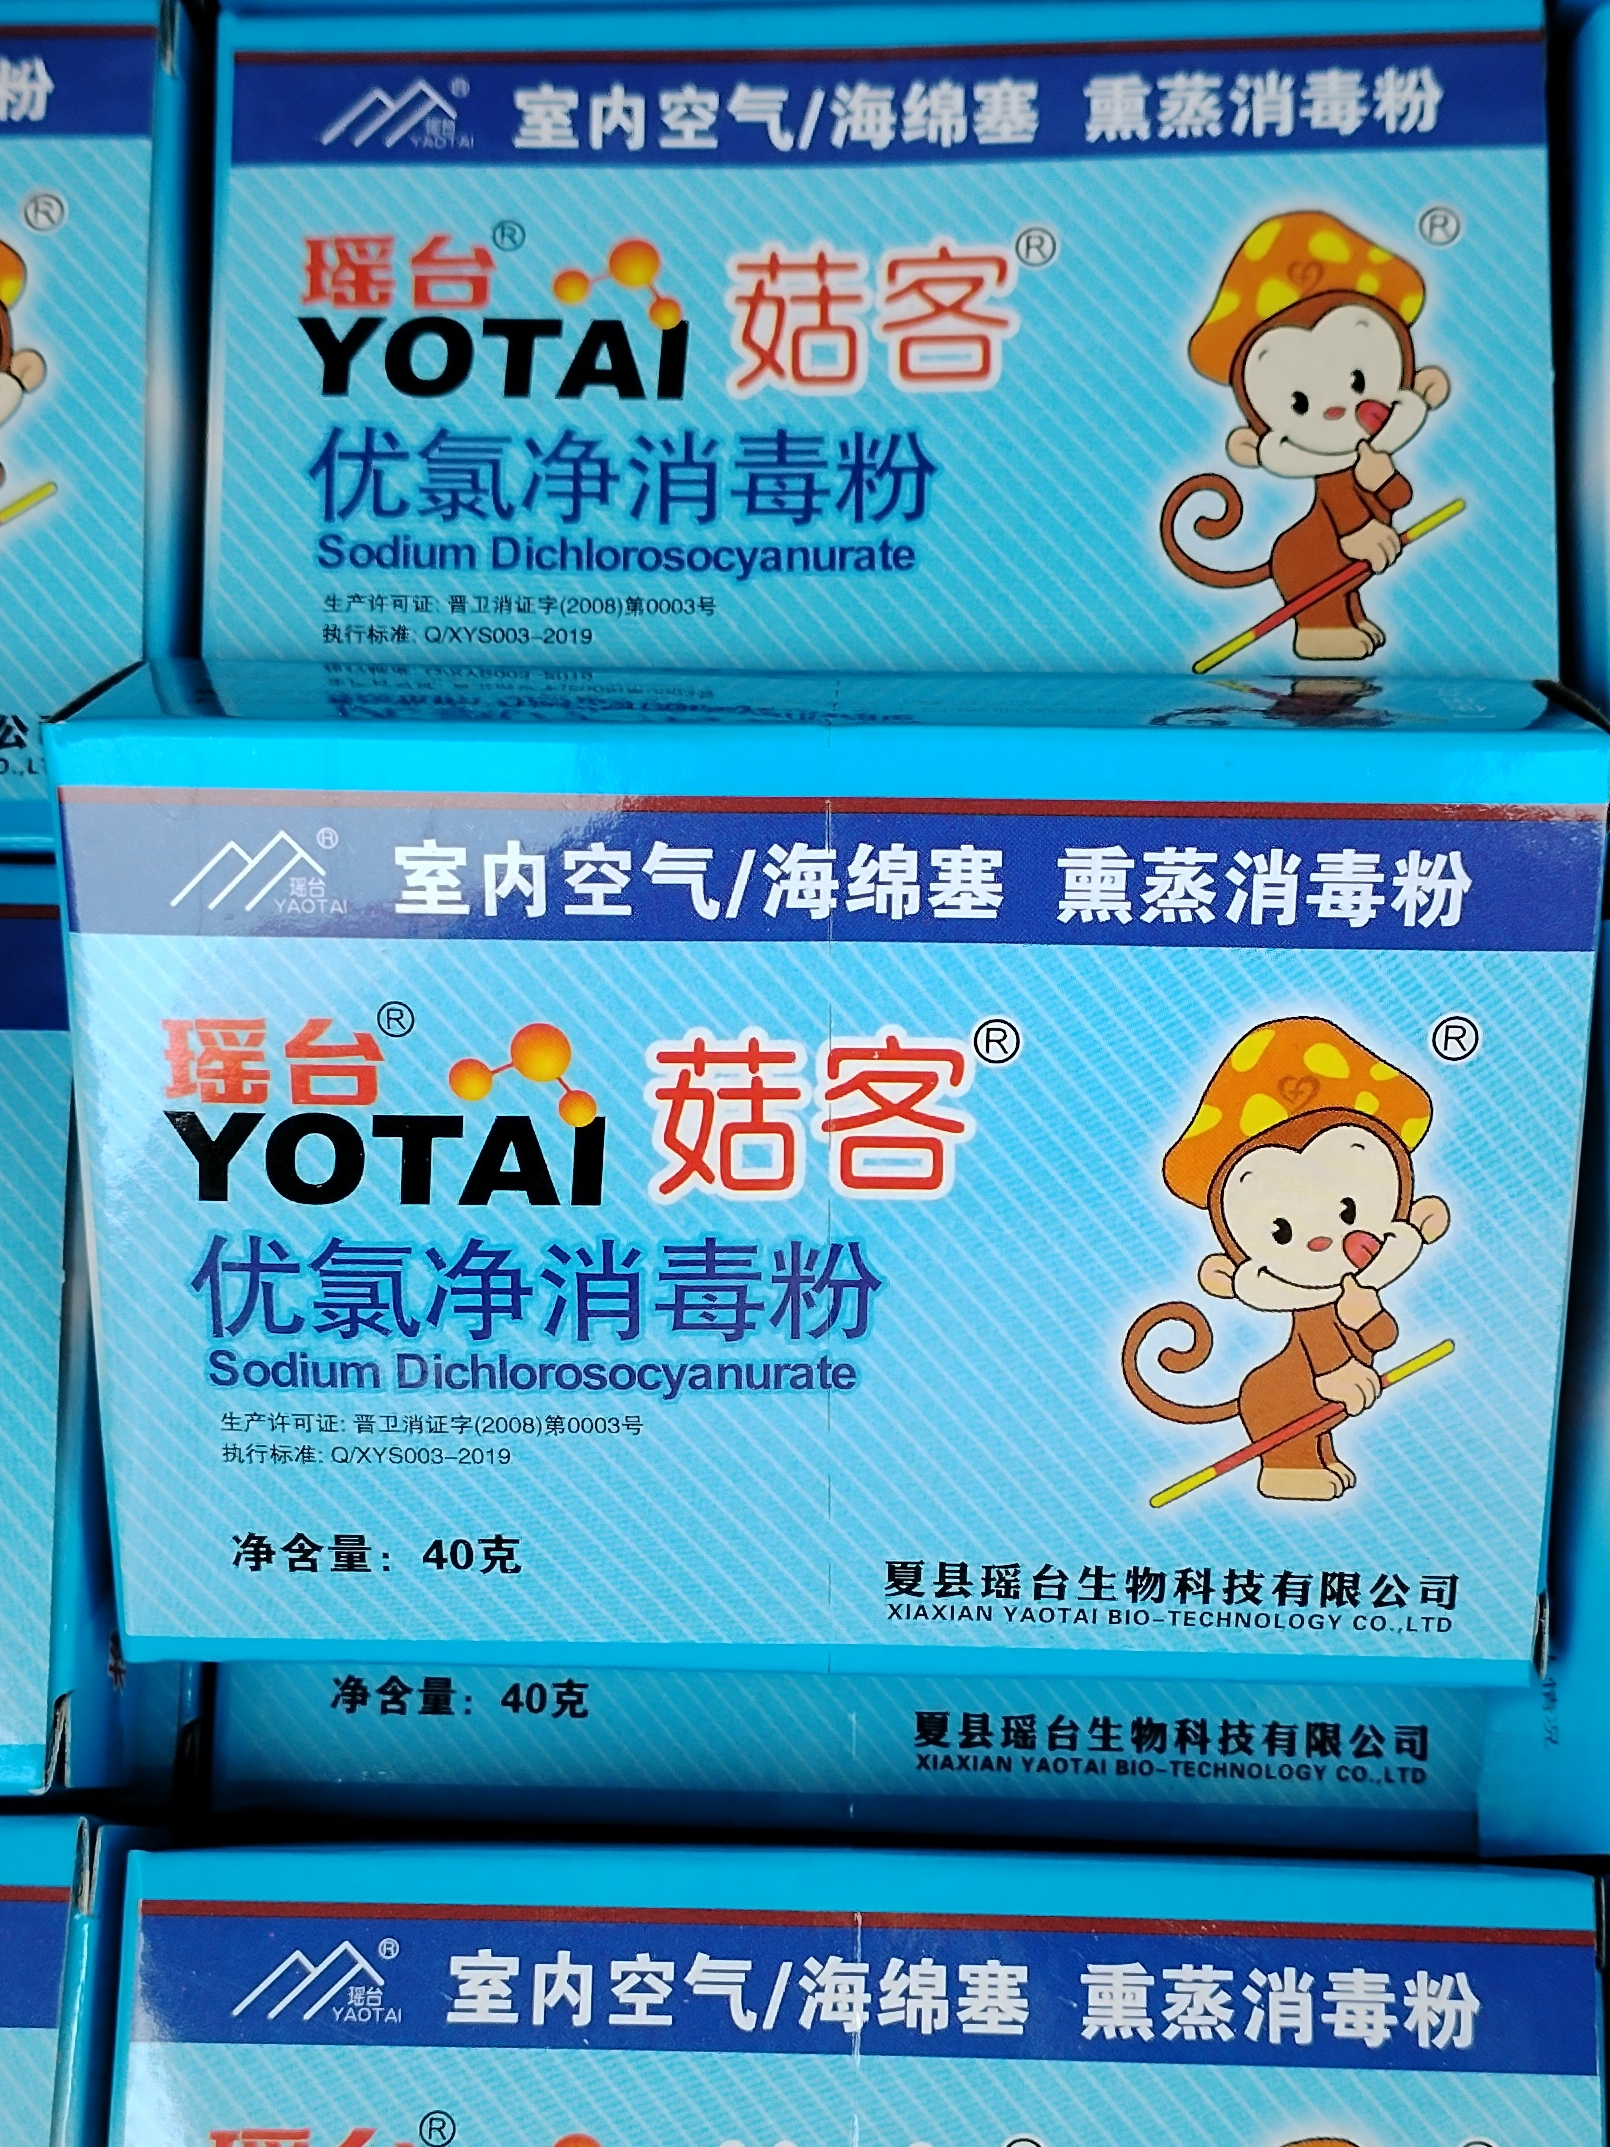 粉
®
瑶台
YAOTAI
室内空气/海绵塞 熏蒸消毒粉
®
瑶台®
YOTAI
菇客®
®
优氯净消毒粉
Sodium Dichlorosocyanurate
生产许可证: 晋卫消证字(2008)第0003号
执行标准: Q/XYS003-2019
公
O.,LT
®
瑶台
YAOTAI
室内空气/海绵塞 熏蒸消毒粉
瑶台®
YOTAI
菇客®
®
优氯净消毒粉
Sodium Dichlorosocyanurate
生产许可证: 晋卫消证字(2008)第0003号
执行标准: Q/XYS003-2019
净含量: 40克
夏县瑶台生物科技有限公司
XIAXIAN YAOTAI BIO-TECHNOLOGY CO.,LTD
净含量: 40克
夏县瑶台生物科技有限公司
XIAXIAN YAOTAI BIO-TECHNOLOGY CO.,LTD
®
瑶台
YAOTAI
室内空气/海绵塞 熏蒸消毒粉
瑶台®